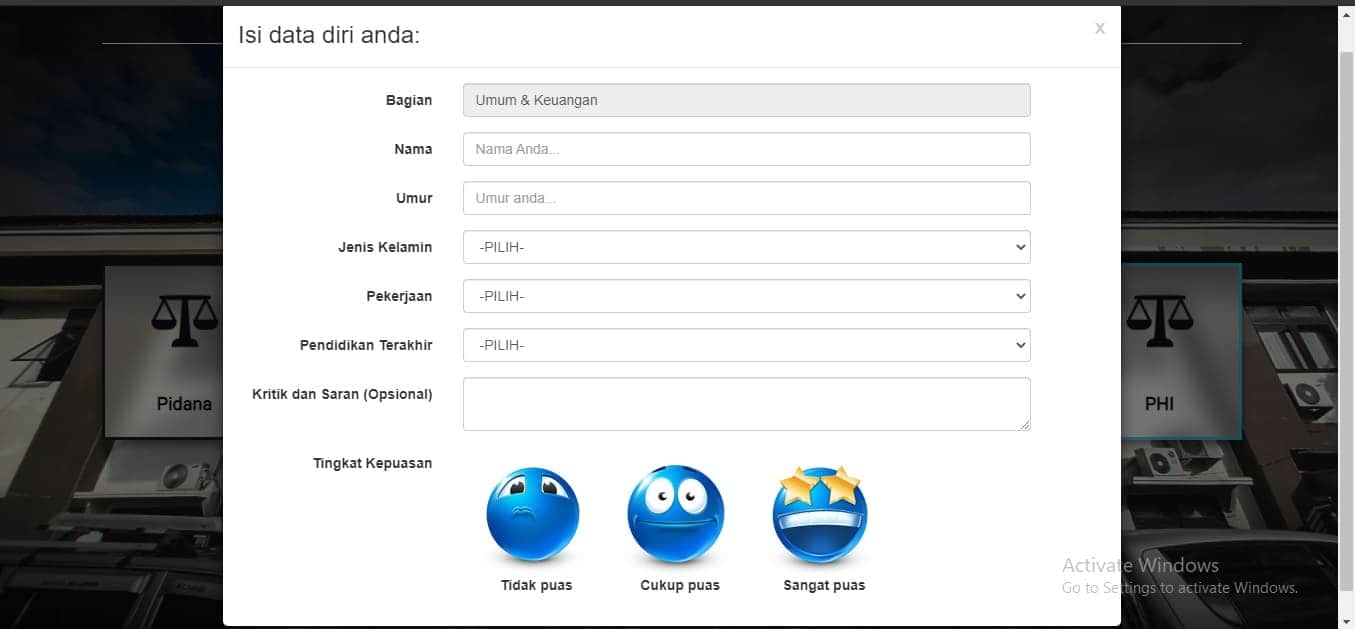 Isi data diri anda:
x
Bagian
Umum & Keuangan
Nama
Nama Anda...
Umur
Umur anda...
Jenis Kelamin
-PILIH-
Pekerjaan
-PILIH-
Pendidikan Terakhir
-PILIH-
Kritik dan Saran (Opsional)
Tingkat Kepuasan
Tidak puas
Cukup puas
Sangat puas
Pidana
PHI
Activate Windows
Go to Settings to activate Windows.